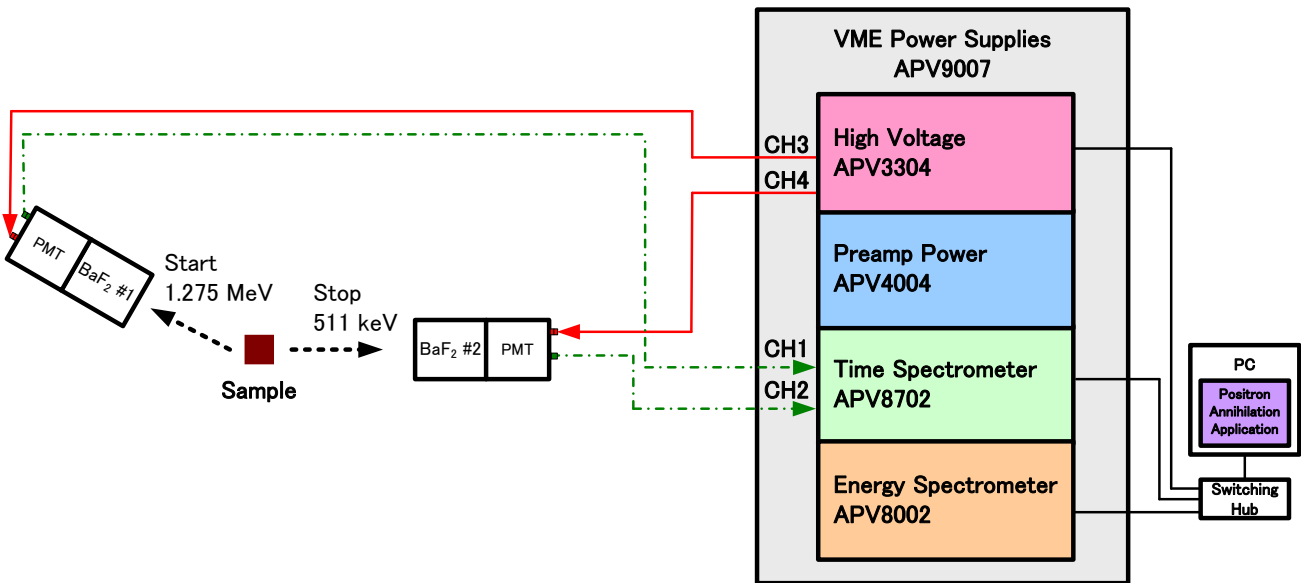 VME Power Supplies
APV9007
CH3
CH4
High Voltage
APV3304
Preamp Power
APV4004
CH1
CH2
Time Spectrometer
APV8702
Energy Spectrometer
APV8002
PMT
BaF₂ #1
Start
1.275 MeV
Stop
511 keV
Sample
BaF₂ #2
PMT
PC
Positron
Annihilation
Application
Switching
Hub